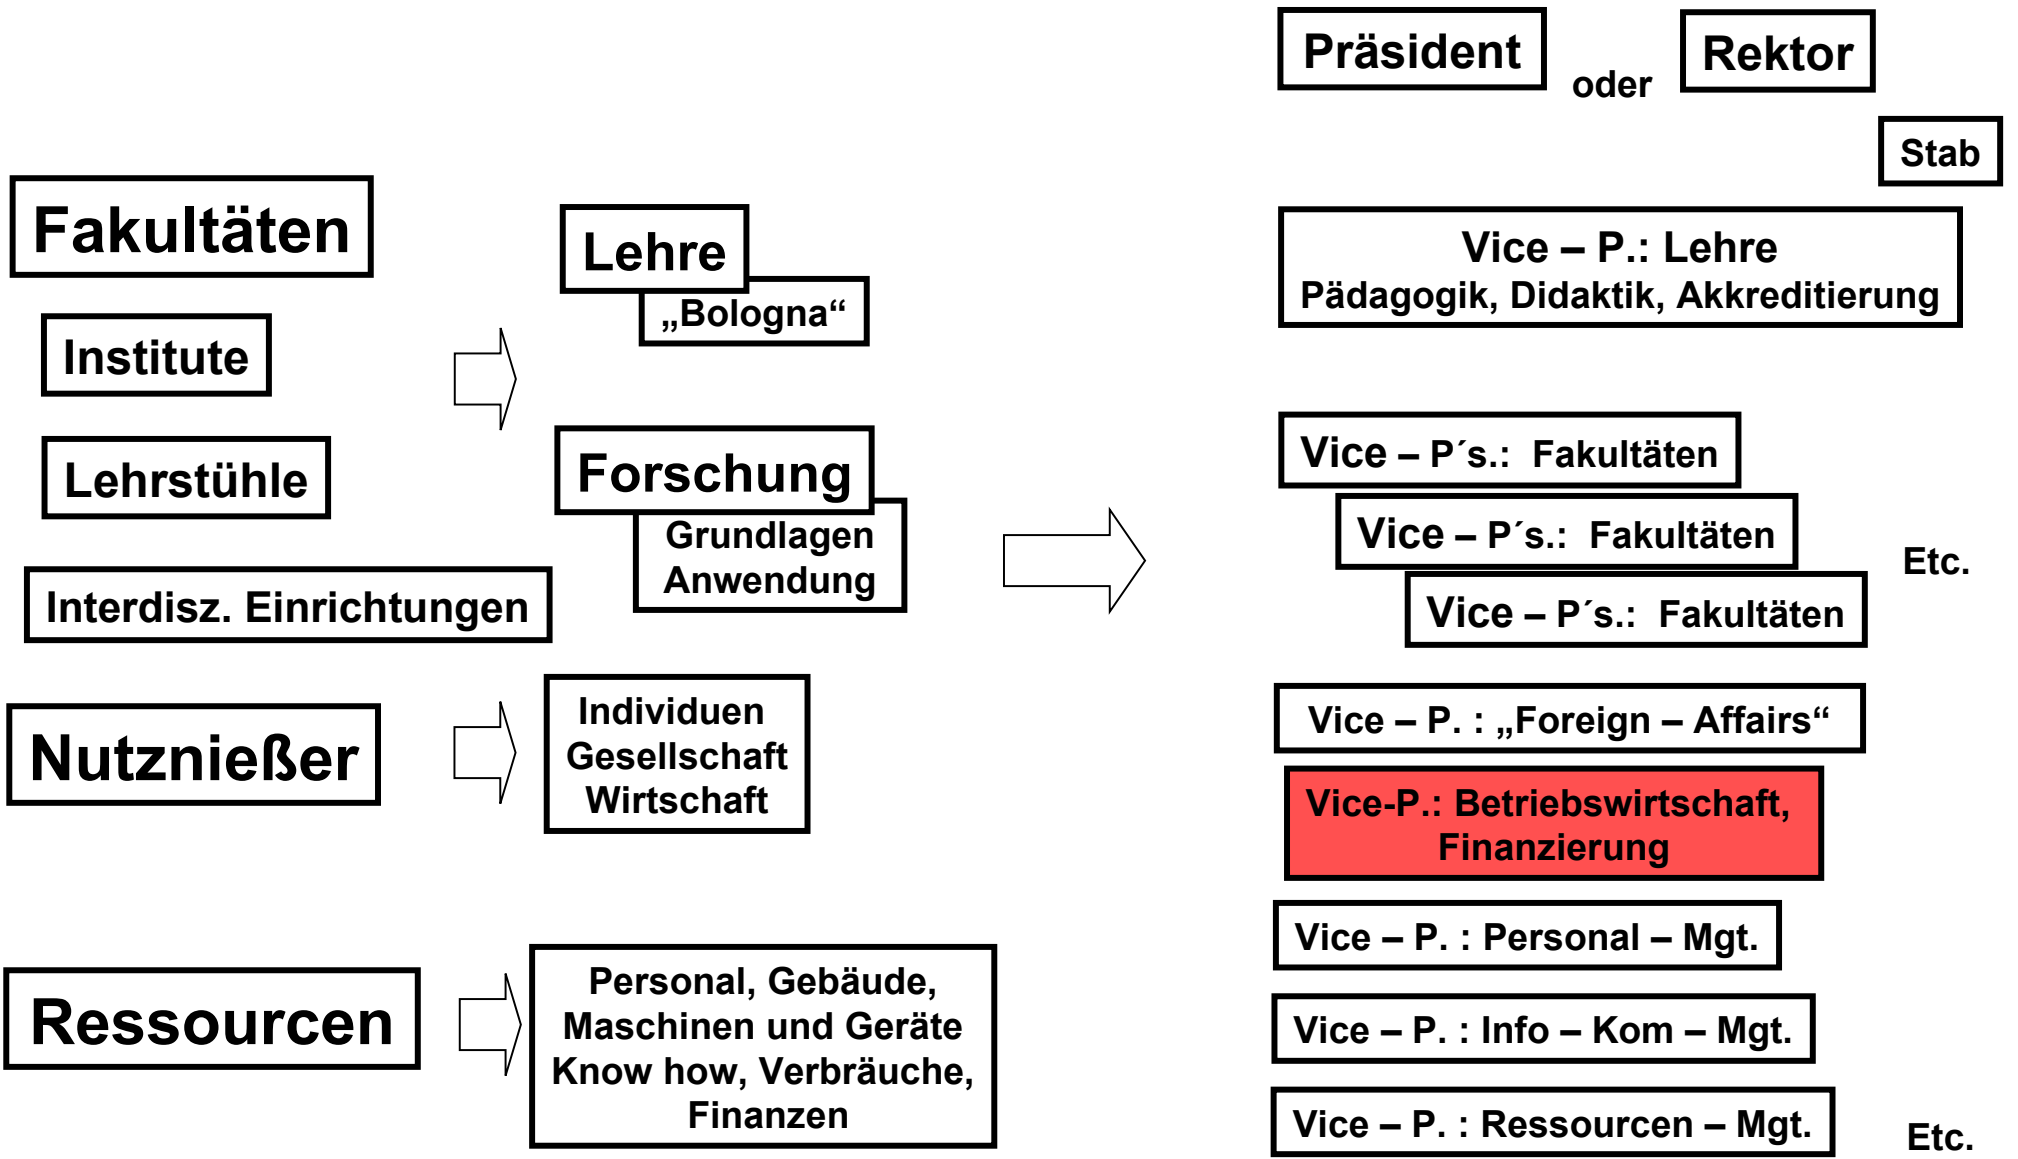 Fakultäten
Institute
Lehrstühle
Interdisz. Einrichtungen
Nutznießer
Ressourcen
Lehre
„Bologna“
Forschung
Grundlagen
Anwendung
Individuen
Gesellschaft
Wirtschaft
Personal, Gebäude,
Maschinen und Geräte
Know how, Verbräuche,
Finanzen
Präsident oder Rektor
Stab
Vice – P.: Lehre
Pädagogik, Didaktik, Akkreditierung
Vice – P´s.: Fakultäten
Vice – P´s.: Fakultäten
Etc.
Vice – P´s.: Fakultäten
Vice – P. : „Foreign – Affairs“
Vice-P.: Betriebswirtschaft,
Finanzierung
Vice – P. : Personal – Mgt.
Vice – P. : Info – Kom – Mgt.
Vice – P. : Ressourcen – Mgt.
Etc.